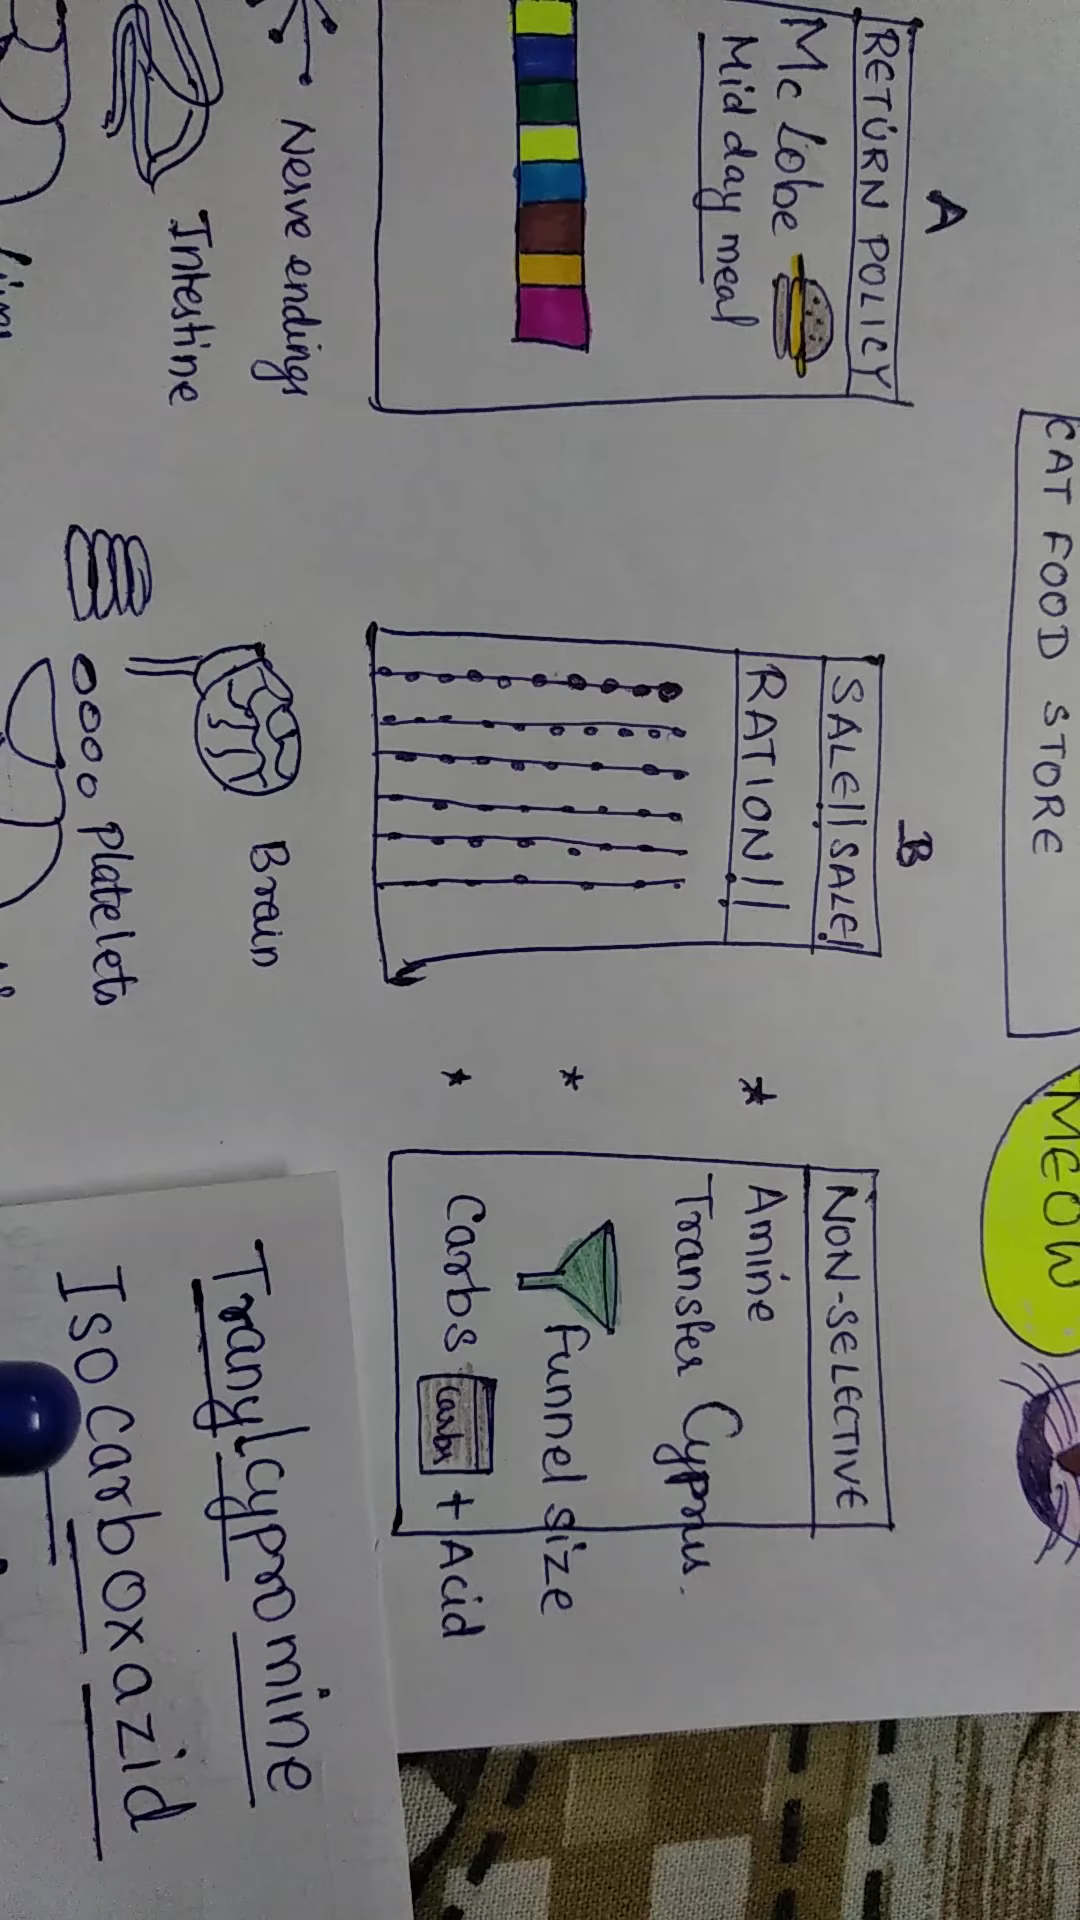 CAT FOOD STORE
MEOW
A
RETURN POLICY
Mc Lobe
Mid day meal
Nerve endings
Intestine
B
SALE!! SALE!
RATION!!
Brain
Platelets
NON-SELECTIVE
Amine
Transfer Cyprus.
Funnel size
Carbs carbs + Acid
Tranylcypromine
Isocarboxazid